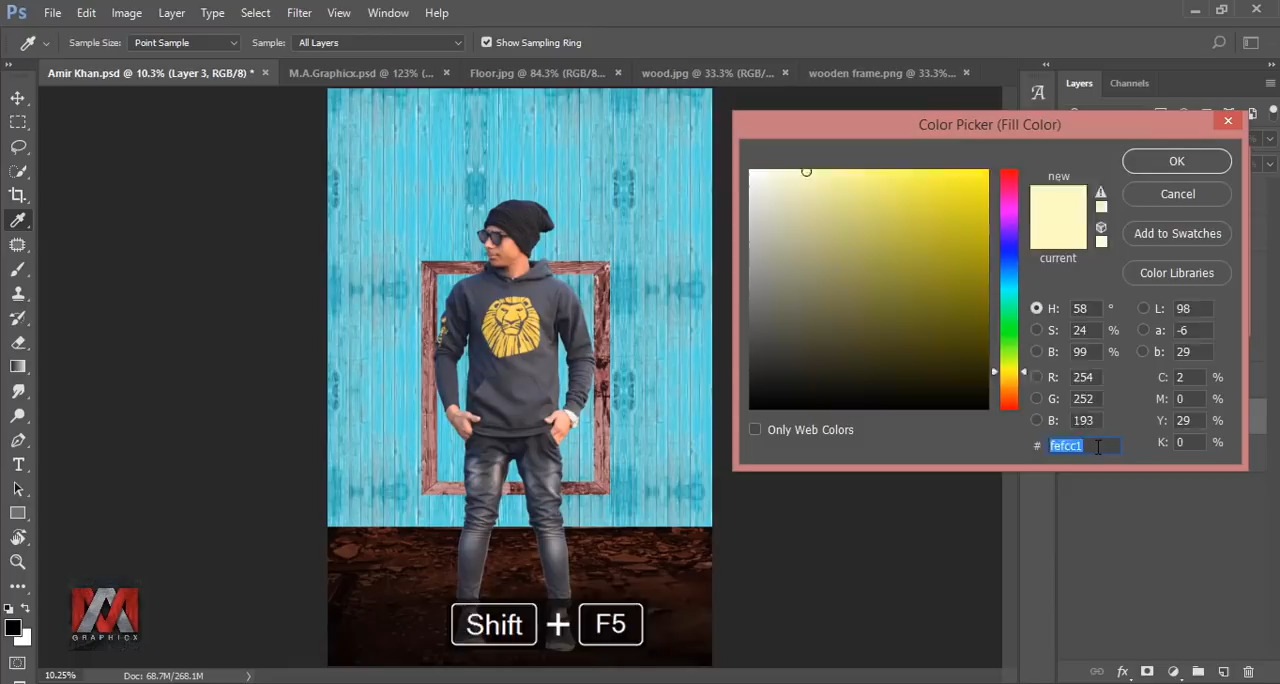 Ps File Edit Image Layer Type Select Filter View Window Help
Sample Size: Point Sample Sample: All Layers Show Sampling Ring
Amir Khan.psd @ 10.3% (Layer 3, RGB/8) * × M.A.Graphicx.psd @ 123% (... × Floor.jpg @ 84.3% (RGB/8... × wood.jpg @ 33.3% (RGB/... × wooden frame.png @ 33.3%... ×
A Layers Channels
Color Picker (Fill Color)
new
current
OK
Cancel
Add to Swatches
Color Libraries
H: 58 ° L: 98
S: 24 % a: -6
B: 99 % b: 29
R: 254 C: 2 %
G: 252 M: 0 %
B: 193 Y: 29 %
# fefcc1 K: 0 %
Only Web Colors
MA
GRAPHICX
Shift + F5
10.25% Doc: 68.7M/268.1M
fx